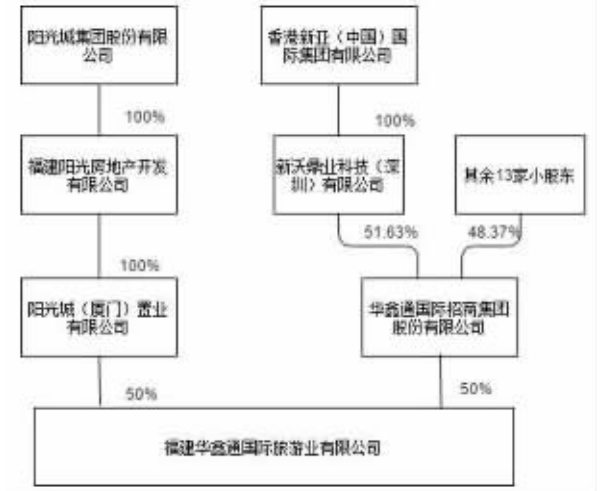 阳光城集团股份有限
公司
香港新亚（中国）国
际集团有限公司
100%
100%
福建阳光房地产开发
有限公司
新沃鼎业科技（深
圳）有限公司
其余13家小股东
51.63%
48.37%
100%
阳光城（厦门）置业
有限公司
华鑫通国际招商集团
股份有限公司
50%
50%
福建华鑫通国际旅游业有限公司